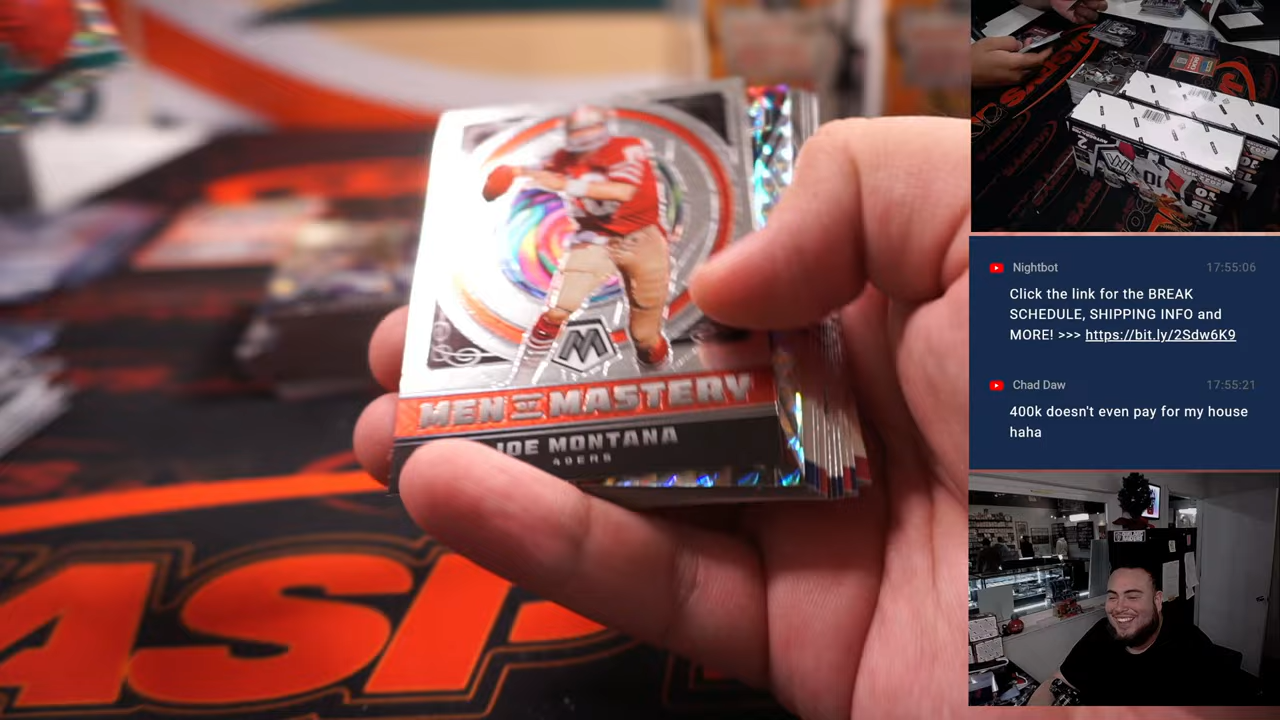 MEN OF MASTERY
JOE MONTANA
49ERS
JASP
Nightbot
17:55:06
Click the link for the BREAK
SCHEDULE, SHIPPING INFO and
MORE! >>> https://bit.ly/2Sdw6K9
Chad Daw
17:55:21
400k doesn't even pay for my house
haha